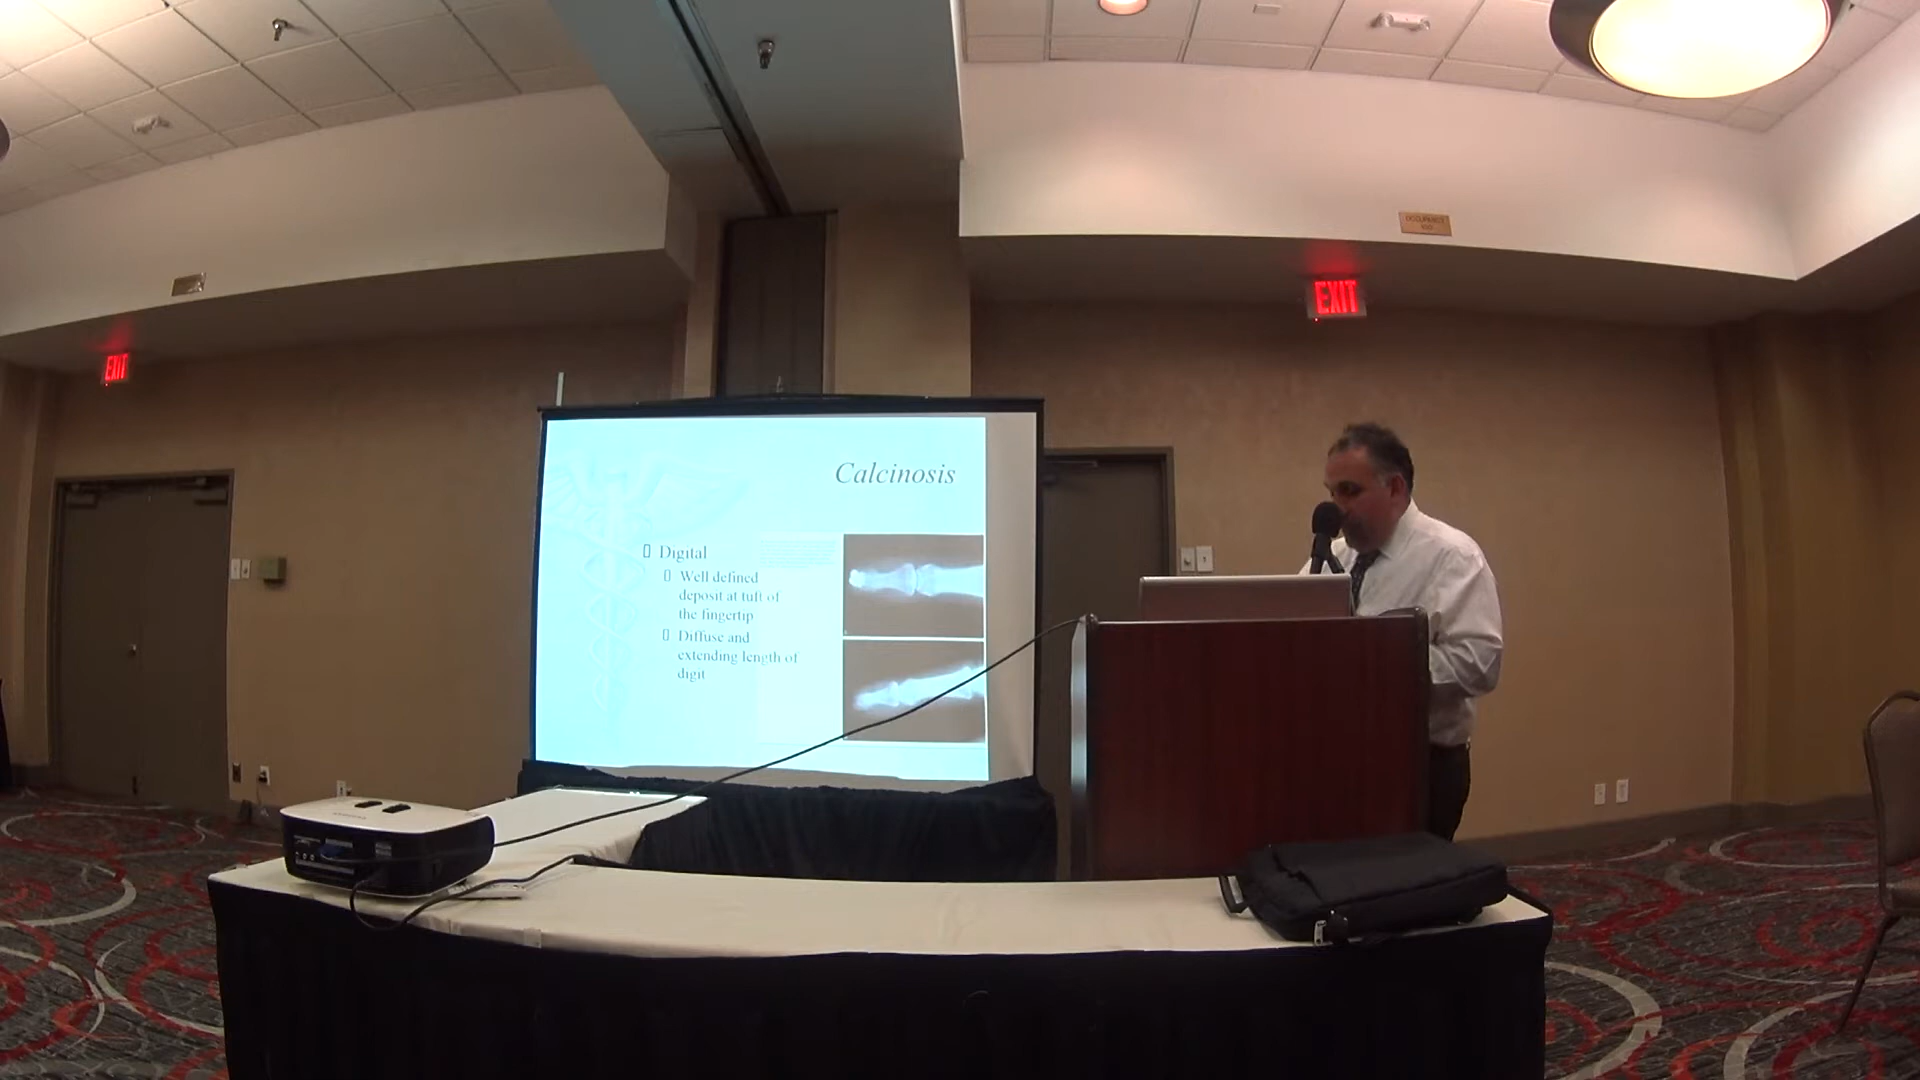 EXIT
EXIT
Calcinosis
Digital
Well defined
deposit at tuft of
the fingertip
Diffuse and
extending length of
digit